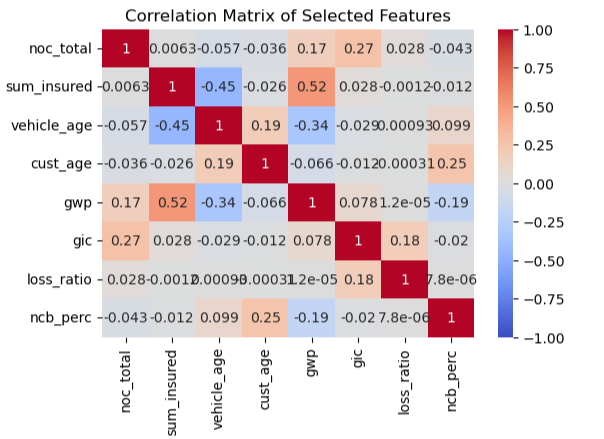 Correlation Matrix of Selected Features
noc_total 1 -0.0063 -0.057 -0.036 0.17 0.27 0.028 -0.043
sum_insured -0.0063 1 -0.45 -0.026 0.52 0.028 -0.0012 -0.012
vehicle_age -0.057 -0.45 1 0.19 -0.34 -0.029 0.00093 0.099
cust_age -0.036 -0.026 0.19 1 -0.066 -0.012 -0.00031 0.25
gwp 0.17 0.52 -0.34 -0.066 1 0.078 1.2e-05 -0.19
gic 0.27 0.028 -0.029 -0.012 0.078 1 0.18 -0.02
loss_ratio 0.028 -0.0012 0.00093 -0.00031 1.2e-05 0.18 1 7.8e-06
ncb_perc -0.043 -0.012 0.099 0.25 -0.19 -0.02 7.8e-06 1
noc_total
sum_insured
vehicle_age
cust_age
gwp
gic
loss_ratio
ncb_perc
1.00
0.75
0.50
0.25
0.00
−0.25
−0.50
−0.75
−1.00